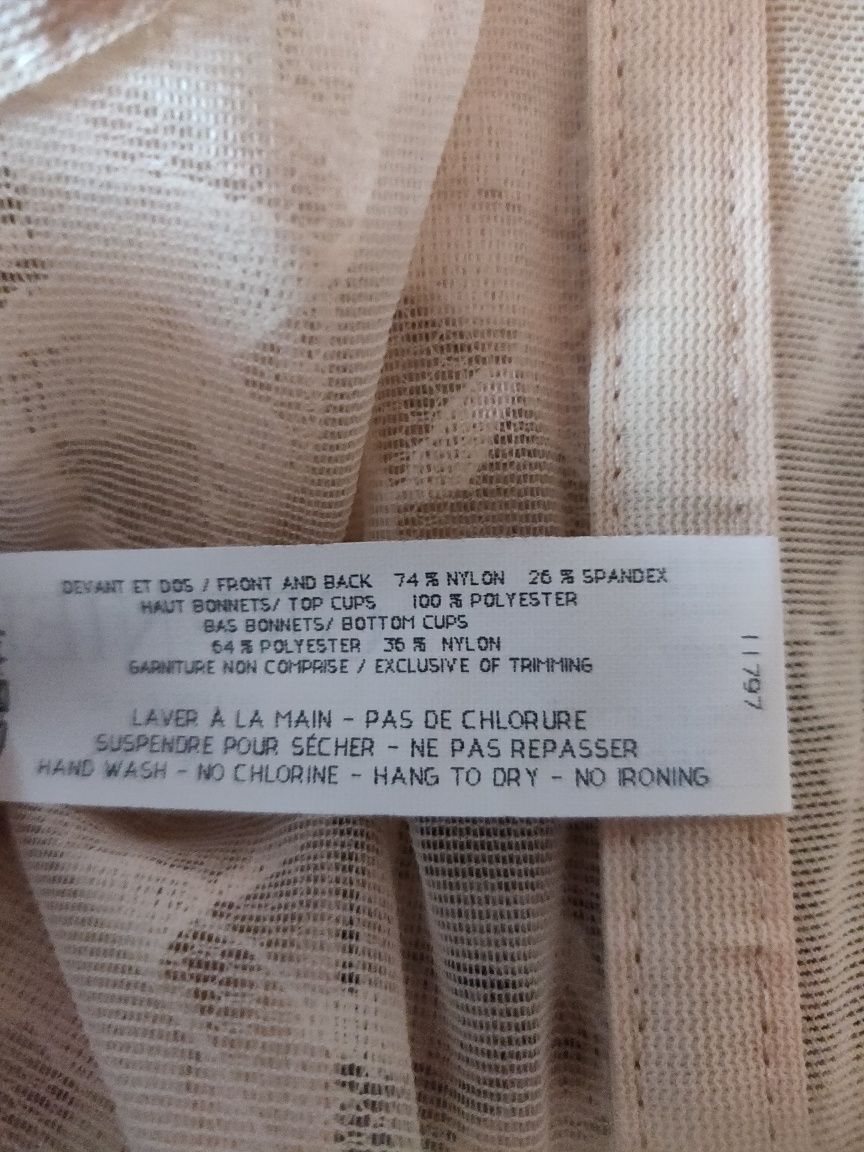 DEVANT ET DOS / FRONT AND BACK 74 % NYLON 26 % SPANDEX
HAUT BONNETS/ TOP CUPS 100 % POLYESTER
BAS BONNETS/ BOTTOM CUPS
64 % POLYESTER 36 % NYLON
GARNITURE NON COMPRISE / EXCLUSIVE OF TRIMMING
LAVER À LA MAIN - PAS DE CHLORURE
SUSPENDRE POUR SÉCHER - NE PAS REPASSER
HAND WASH - NO CHLORINE - HANG TO DRY - NO IRONING
11797